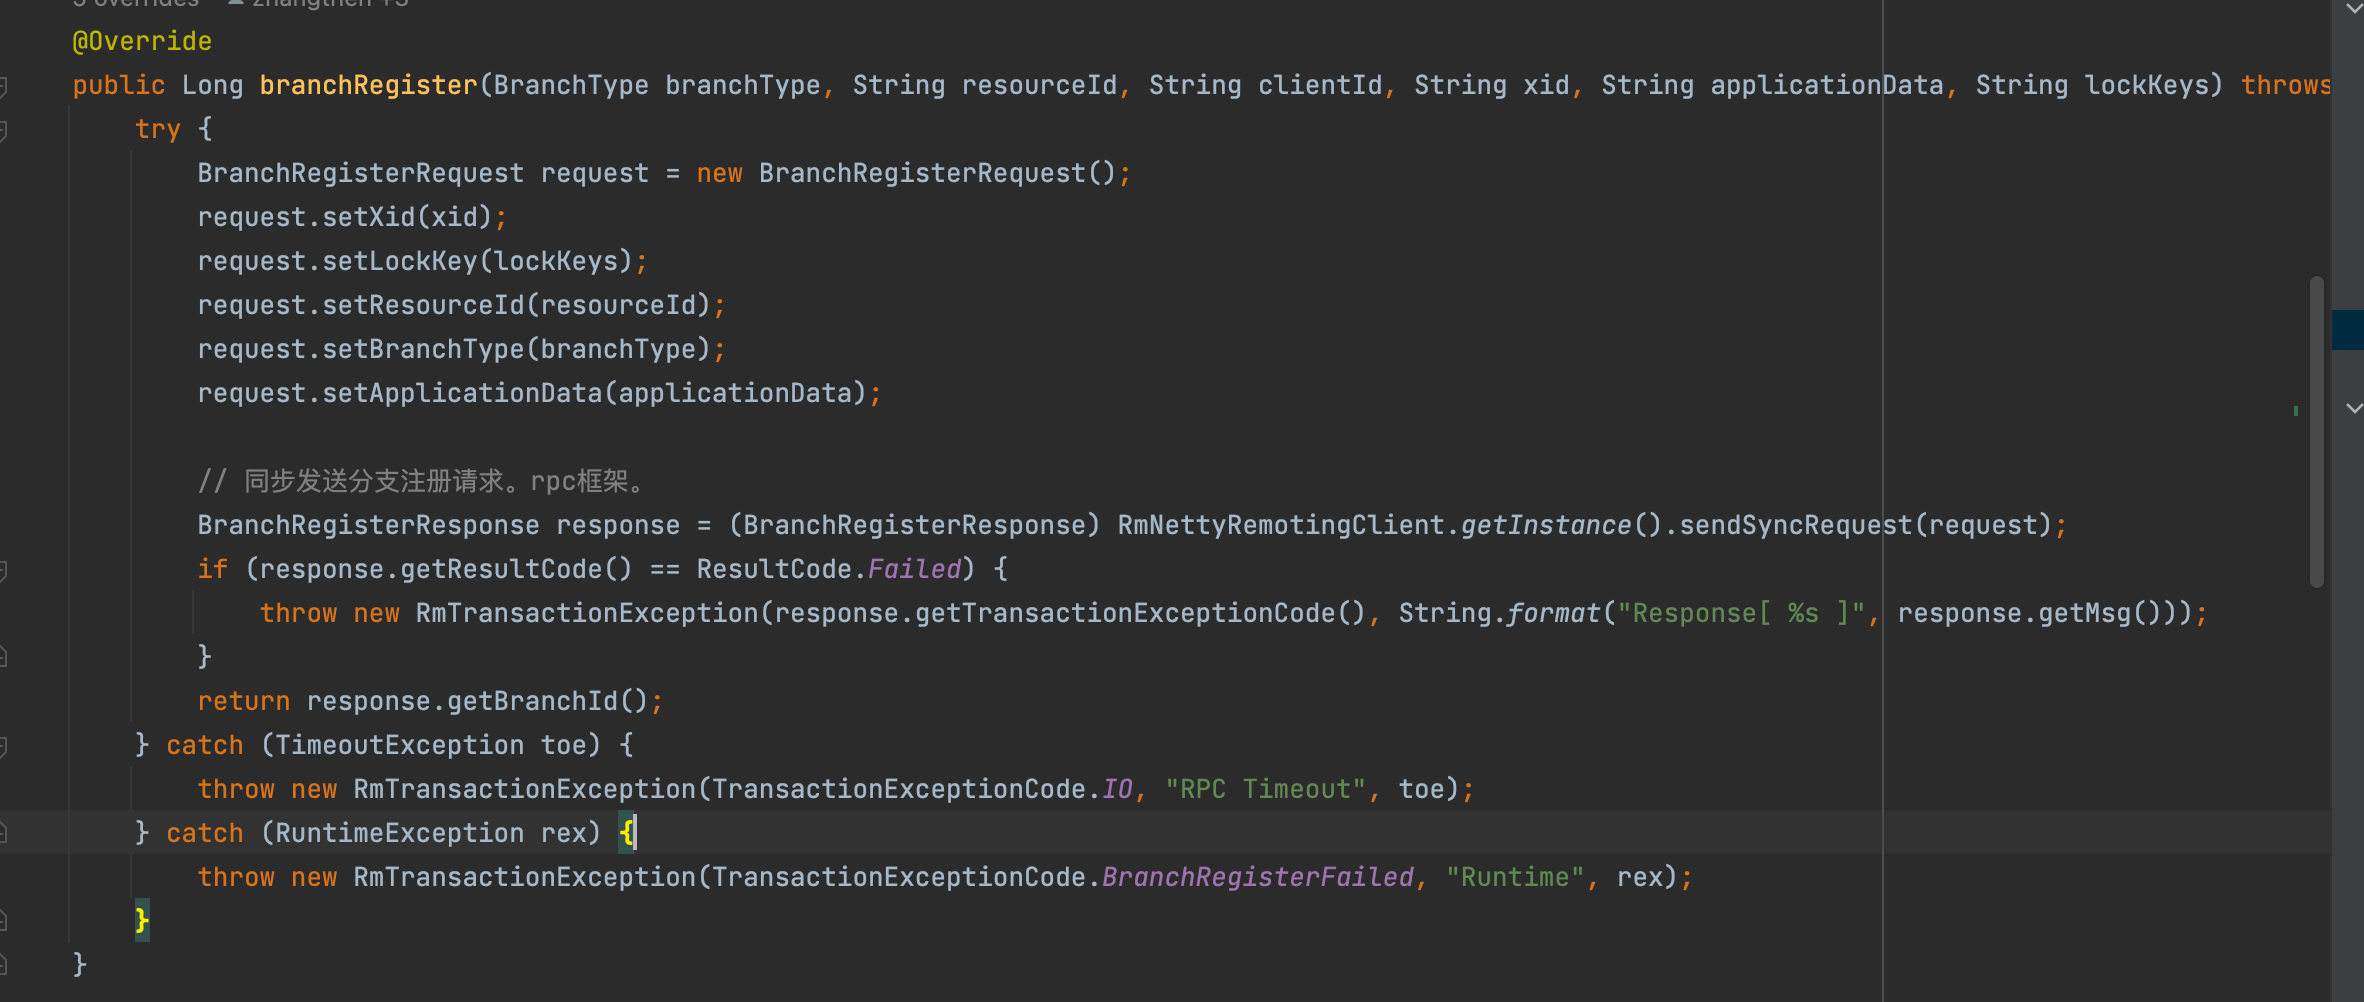 @Override
public Long branchRegister(BranchType branchType, String resourceId, String clientId, String xid, String applicationData, String lockKeys) throws
try {
BranchRegisterRequest request = new BranchRegisterRequest();
request.setXid(xid);
request.setLockKey(lockKeys);
request.setResourceId(resourceId);
request.setBranchType(branchType);
request.setApplicationData(applicationData);
// 同步发送分支注册请求。rpc框架。
BranchRegisterResponse response = (BranchRegisterResponse) RmNettyRemotingClient.getInstance().sendSyncRequest(request);
if (response.getResultCode() == ResultCode.Failed) {
throw new RmTransactionException(response.getTransactionExceptionCode(), String.format("Response[ %s ]", response.getMsg()));
}
return response.getBranchId();
} catch (TimeoutException toe) {
throw new RmTransactionException(TransactionExceptionCode.IO, "RPC Timeout", toe);
} catch (RuntimeException rex) {
throw new RmTransactionException(TransactionExceptionCode.BranchRegisterFailed, "Runtime", rex);
}
}